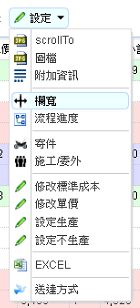 設定
scrollTo
圖檔
附加資訊
欄寬
流程進度
寄件
施工/委外
修改標準成本
修改單價
設定生產
設定不生產
EXCEL
送達方式